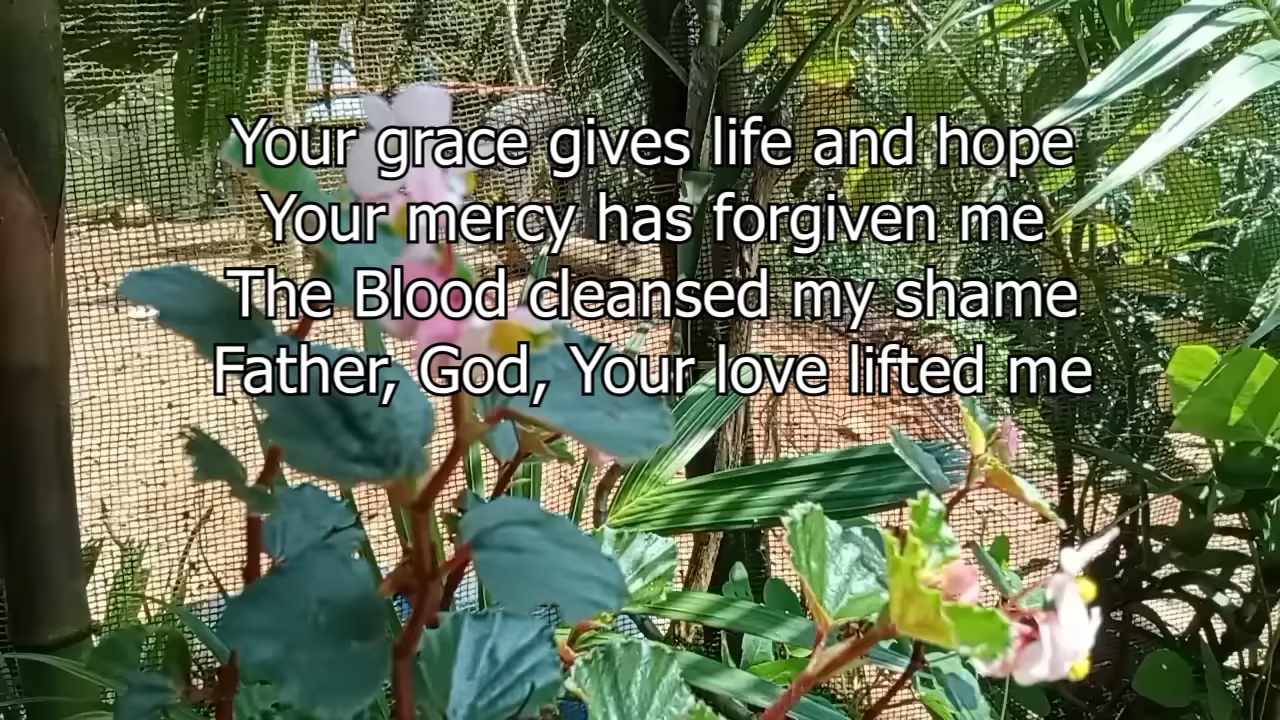 Your grace gives life and hope
Your mercy has forgiven me
The Blood cleansed my shame
Father, God, Your love lifted me